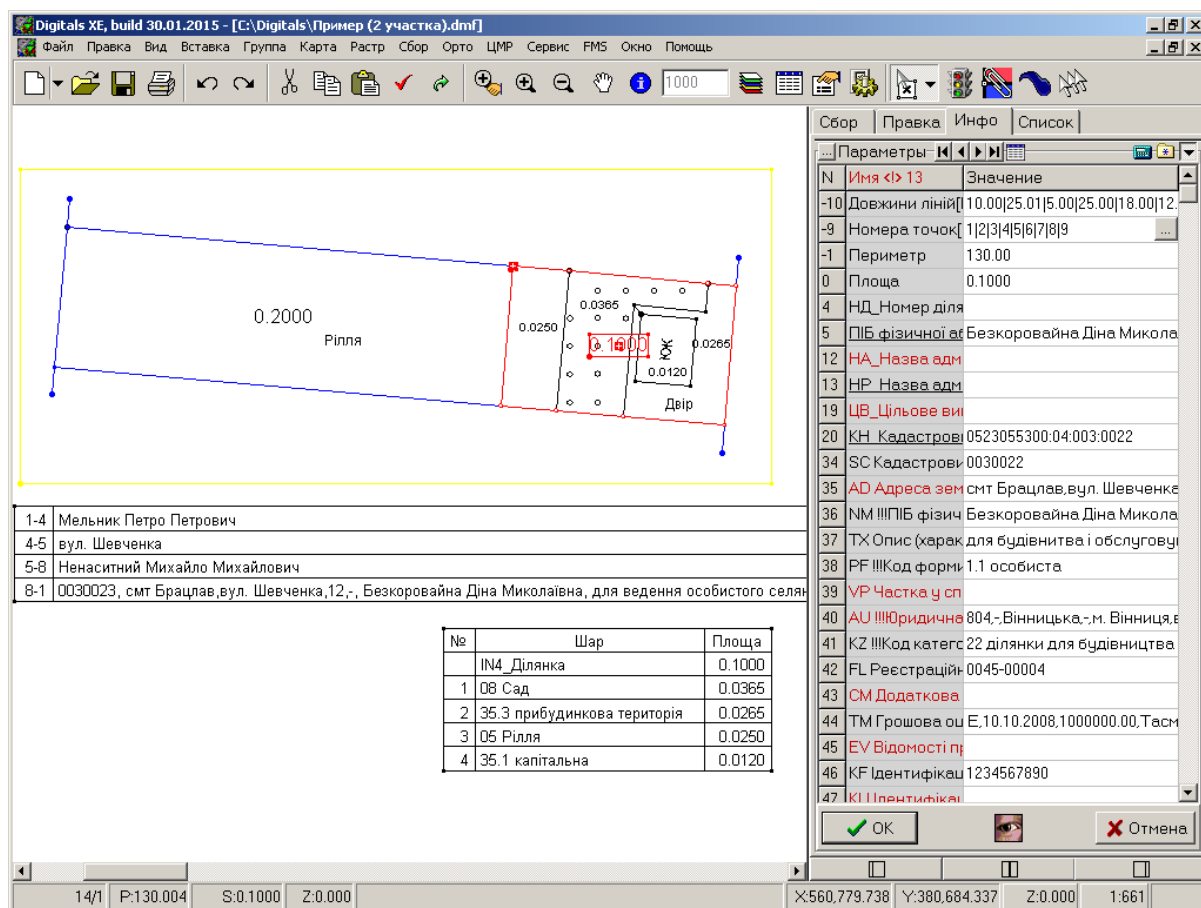 Digitals XE, build 30.01.2015 - [C:\Digitals\Пример (2 участка).dmf]
Файл Правка Вид Вставка Группа Карта Растр Сбор Орто ЦМР Сервис FMS Окно Помощь
1000
Сбор Правка Инфо Список
... Параметры
N Имя <!> 13 Значение
-10 Довжини ліній[ 10.00|25.01|5.00|25.00|18.00|12.
-9 Номера точок[ 1|2|3|4|5|6|7|8|9 ...
-1 Периметр 130.00
0 Площа 0.1000
4 НД_Номер діля
5 ПІБ фізичної а Безкоровайна Діна Микола
12 НА_Назва адм
13 НР_Назва адм
19 ЦВ_Цільове ви
20 КН_Кадастрові 0523055300:04:003:0022
34 SC Кадастрови 0030022
35 AD Адреса зем смт Брацлав,вул. Шевченка
36 NM !!!ПІБ фізич Безкоровайна Діна Микола
37 TX Опис (харак для будівнитва і обслугову
38 PF !!!Код форми 1.1 особиста
39 VP Частка у сп
40 AU !!!Юридична 804,-,Вінницька,-,м. Вінниця,в
41 KZ !!!Код катего 22 ділянки для будівництва
42 FL Реєстраційн 0045-00004
43 CM Додаткова
44 TM Грошова оц Е,10.10.2008,1000000.00,Тасм
45 EV Відомості п
46 KF Ідентифікац 1234567890
47 KU Ідентифікац
OK Отмена
0.2000
Рілля
0.0250
0.0365
0.1000
КЖ
0.0120
0.0265
Двір
1-4 Мельник Петро Петрович
4-5 вул. Шевченка
5-8 Ненаситний Михайло Михайлович
8-1 0030023, смт Брацлав,вул. Шевченка,12,-, Безкоровайна Діна Миколаївна, для ведення особистого селян
№ Шар Площа
IN4_Ділянка 0.1000
1 08 Сад 0.0365
2 35.3 прибудинкова територія 0.0265
3 05 Рілля 0.0250
4 35.1 капітальна 0.0120
14/1 P:130.004 S:0.1000 Z:0.000 X:560,779.738 Y:380,684.337 Z:0.000 1:661